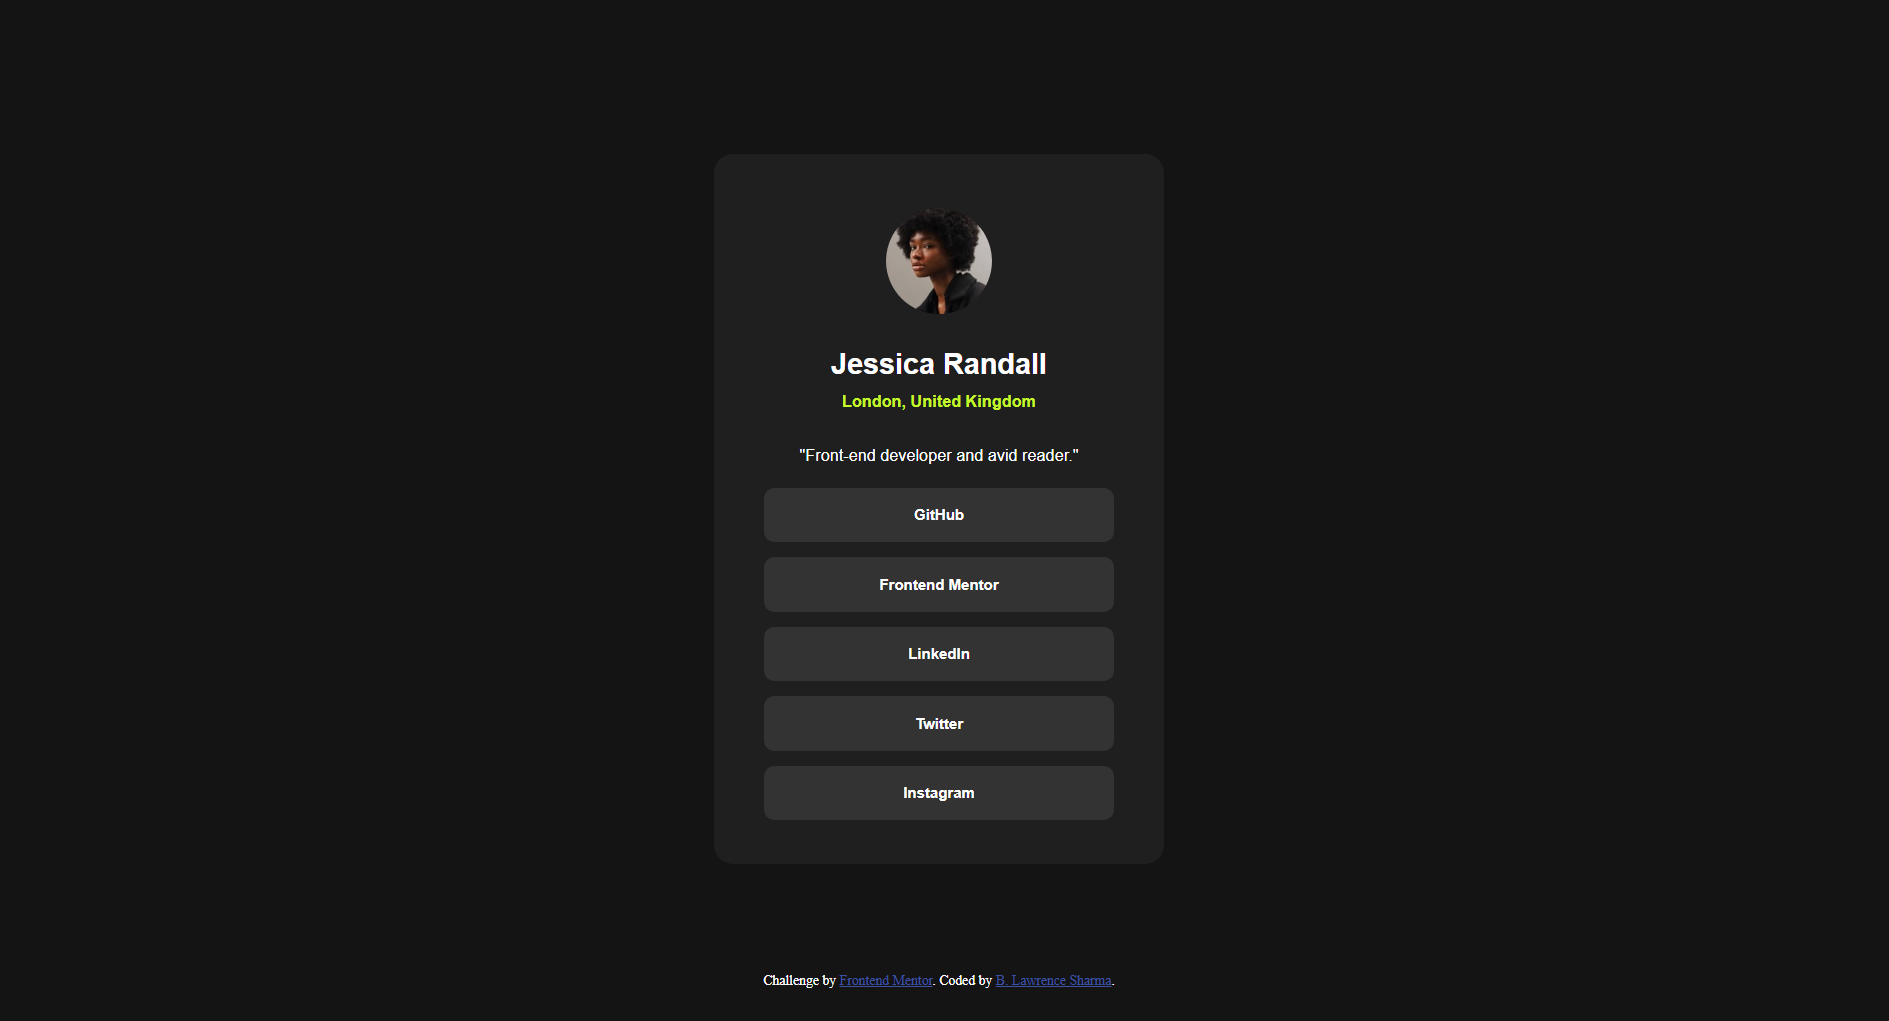 Jessica Randall
London, United Kingdom
"Front-end developer and avid reader."
GitHub
Frontend Mentor
LinkedIn
Twitter
Instagram
Challenge by Frontend Mentor. Coded by B. Lawrence Sharma.